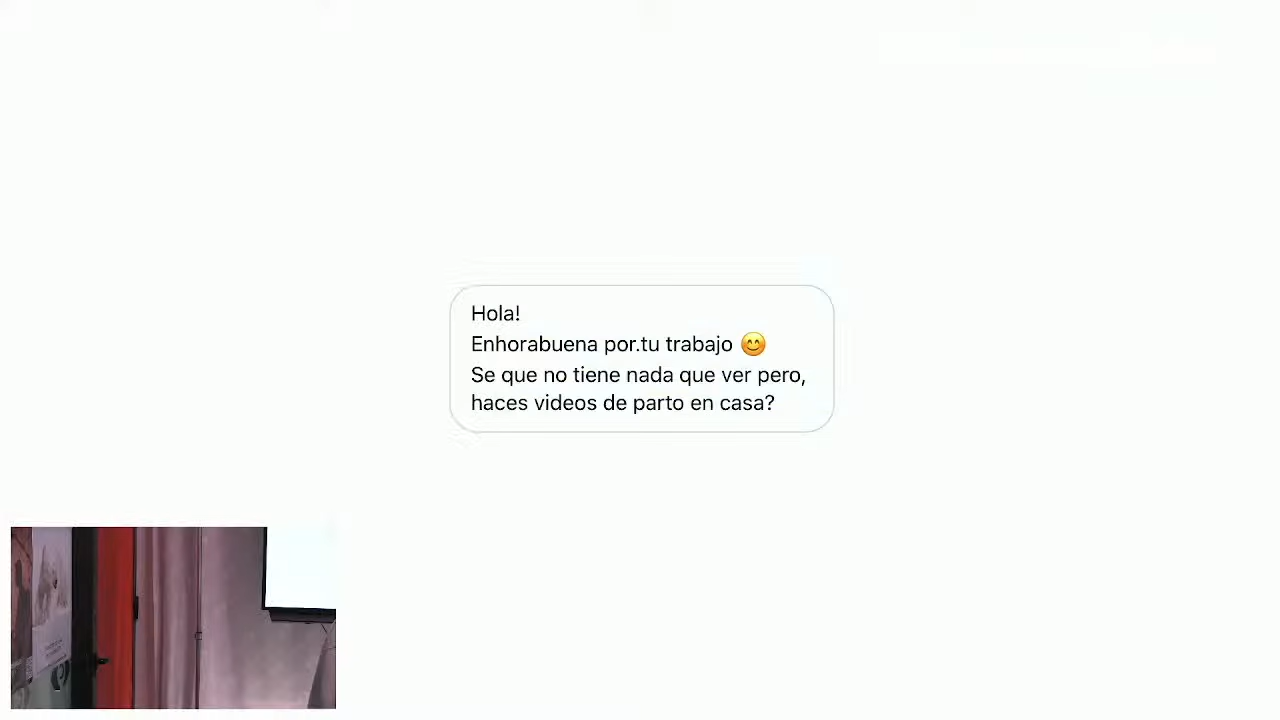 Hola!
Enhorabuena por.tu trabajo 😊
Se que no tiene nada que ver pero,
haces videos de parto en casa?